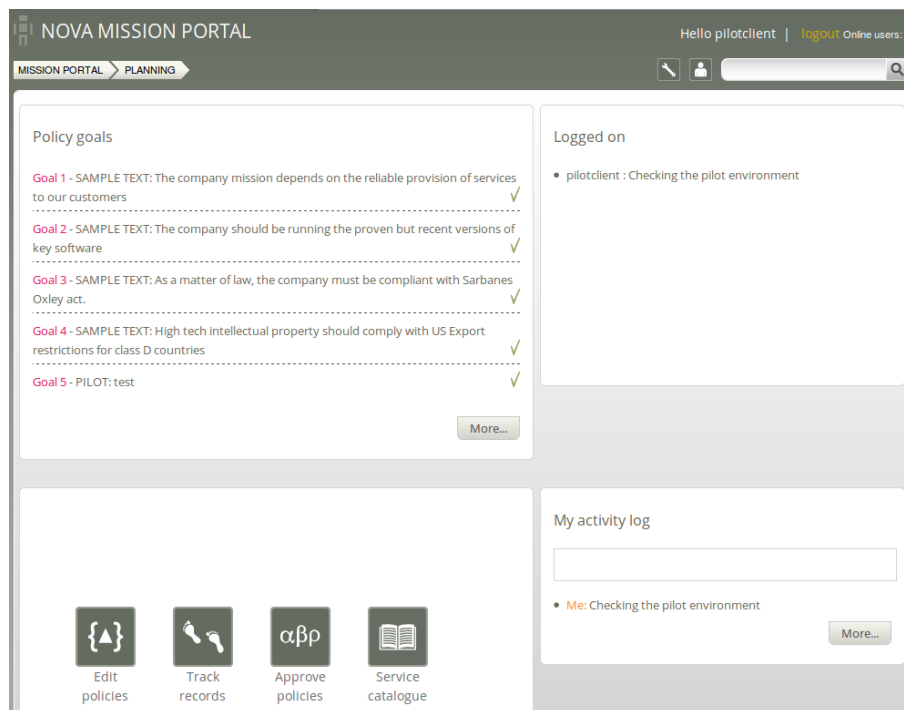 NOVA MISSION PORTAL
Hello pilotclient | logout Online users:
MISSION PORTAL
PLANNING
Policy goals
Goal 1 - SAMPLE TEXT: The company mission depends on the reliable provision of services
to our customers
Goal 2 - SAMPLE TEXT: The company should be running the proven but recent versions of
key software
Goal 3 - SAMPLE TEXT: As a matter of law, the company must be compliant with Sarbanes
Oxley act.
Goal 4 - SAMPLE TEXT: High tech intellectual property should comply with US Export
restrictions for class D countries
Goal 5 - PILOT: test
More...
Logged on
pilotclient : Checking the pilot environment
αβρ
Edit
policies
Track
records
Approve
policies
Service
catalogue
My activity log
Me: Checking the pilot environment
More...